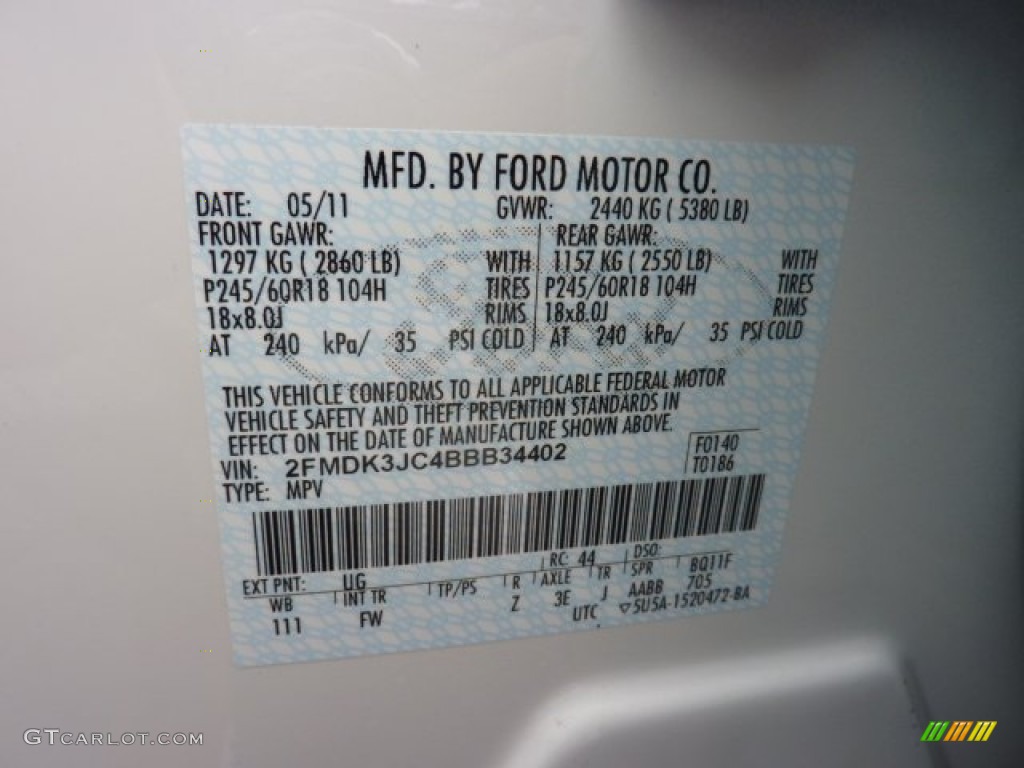 MFD. BY FORD MOTOR CO.
DATE: 05/11 GVWR: 2440 KG ( 5380 LB)
FRONT GAWR: REAR GAWR:
1297 KG ( 2860 LB) WITH 1157 KG ( 2550 LB) WITH
P245/60R18 104H TIRES P245/60R18 104H TIRES
18x8.0J RIMS 18x8.0J RIMS
AT 240 kPa/ 35 PSI COLD AT 240 kPa/ 35 PSI COLD
THIS VEHICLE CONFORMS TO ALL APPLICABLE FEDERAL MOTOR
VEHICLE SAFETY AND THEFT PREVENTION STANDARDS IN
EFFECT ON THE DATE OF MANUFACTURE SHOWN ABOVE.
VIN: 2FMDK3JC4BBB34402 F0140
TYPE: MPV T0186
EXT PNT: UG RC: 44 DSO:
WB INT TR TP/PS R AXLE TR SPR BQ11F
111 FW Z 3E J AABB 705
UTC ▽5U5A-1520472-BA
GTCARLOT.COM